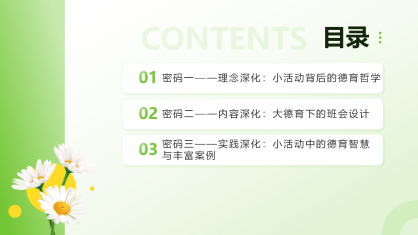 CONTENTS 目录
01 密码一——理念深化：小活动背后的德育哲学
02 密码二——内容深化：大德育下的班会设计
03 密码三——实践深化：小活动中的德育智慧
与丰富案例